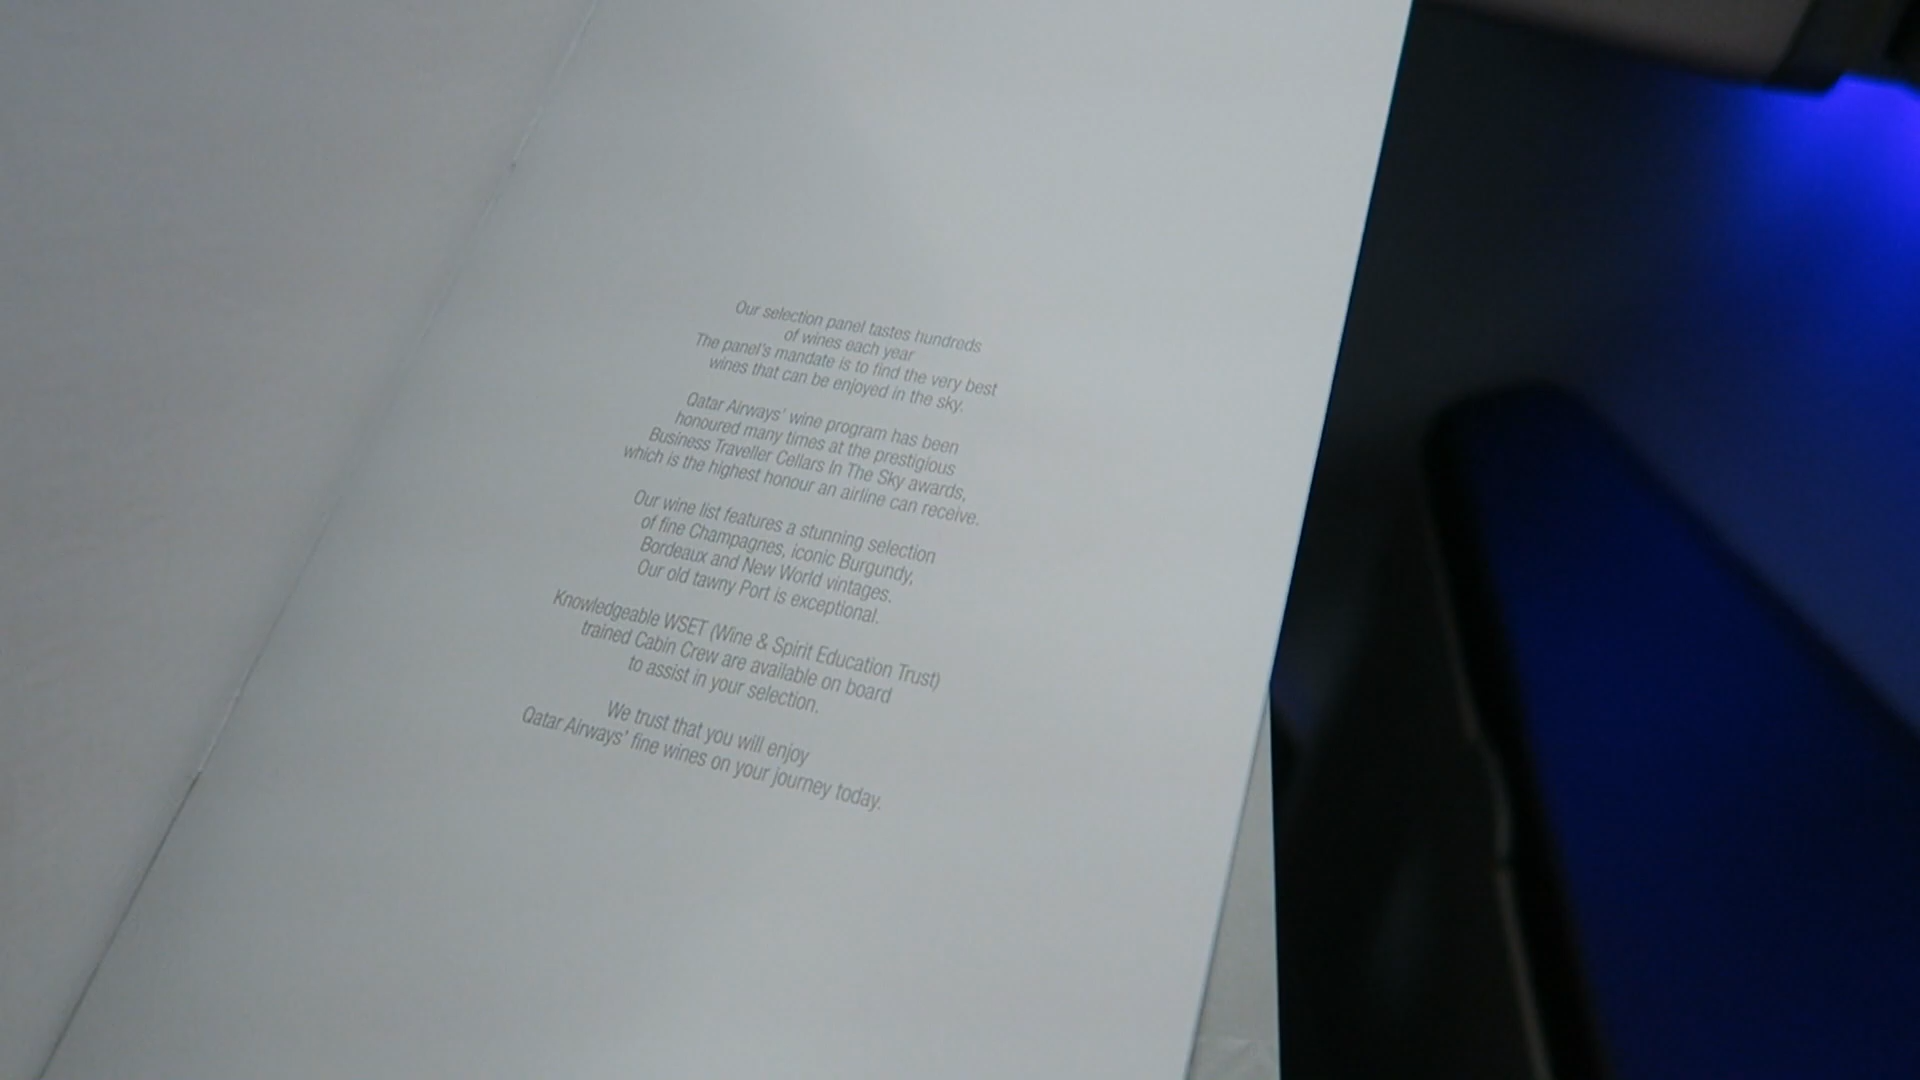 Our selection panel tastes hundreds
of wines each year
The panel's mandate is to find the very best
wines that can be enjoyed in the sky.
Qatar Airways' wine program has been
honoured many times at the prestigious
Business Traveller Cellars In The Sky awards,
which is the highest honour an airline can receive.
Our wine list features a stunning selection
of fine Champagnes, iconic Burgundy,
Bordeaux and New World vintages.
Our old tawny Port is exceptional.
Knowledgeable WSET (Wine & Spirit Education Trust)
trained Cabin Crew are available on board
to assist in your selection.
We trust that you will enjoy
Qatar Airways' fine wines on your journey today.